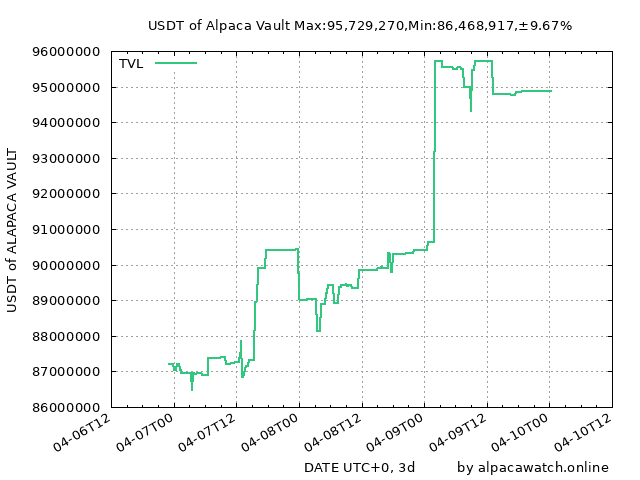 USDT of Alpaca Vault Max:95,729,270,Min:86,468,917,±9.67%
TVL
96000000
95000000
94000000
93000000
92000000
91000000
90000000
89000000
88000000
87000000
86000000
USDT of ALAPACA VAULT
04-06T12
04-07T00
04-07T12
04-08T00
04-08T12
04-09T00
04-09T12
04-10T00
04-10T12
DATE UTC+0, 3d
by alpacawatch.online